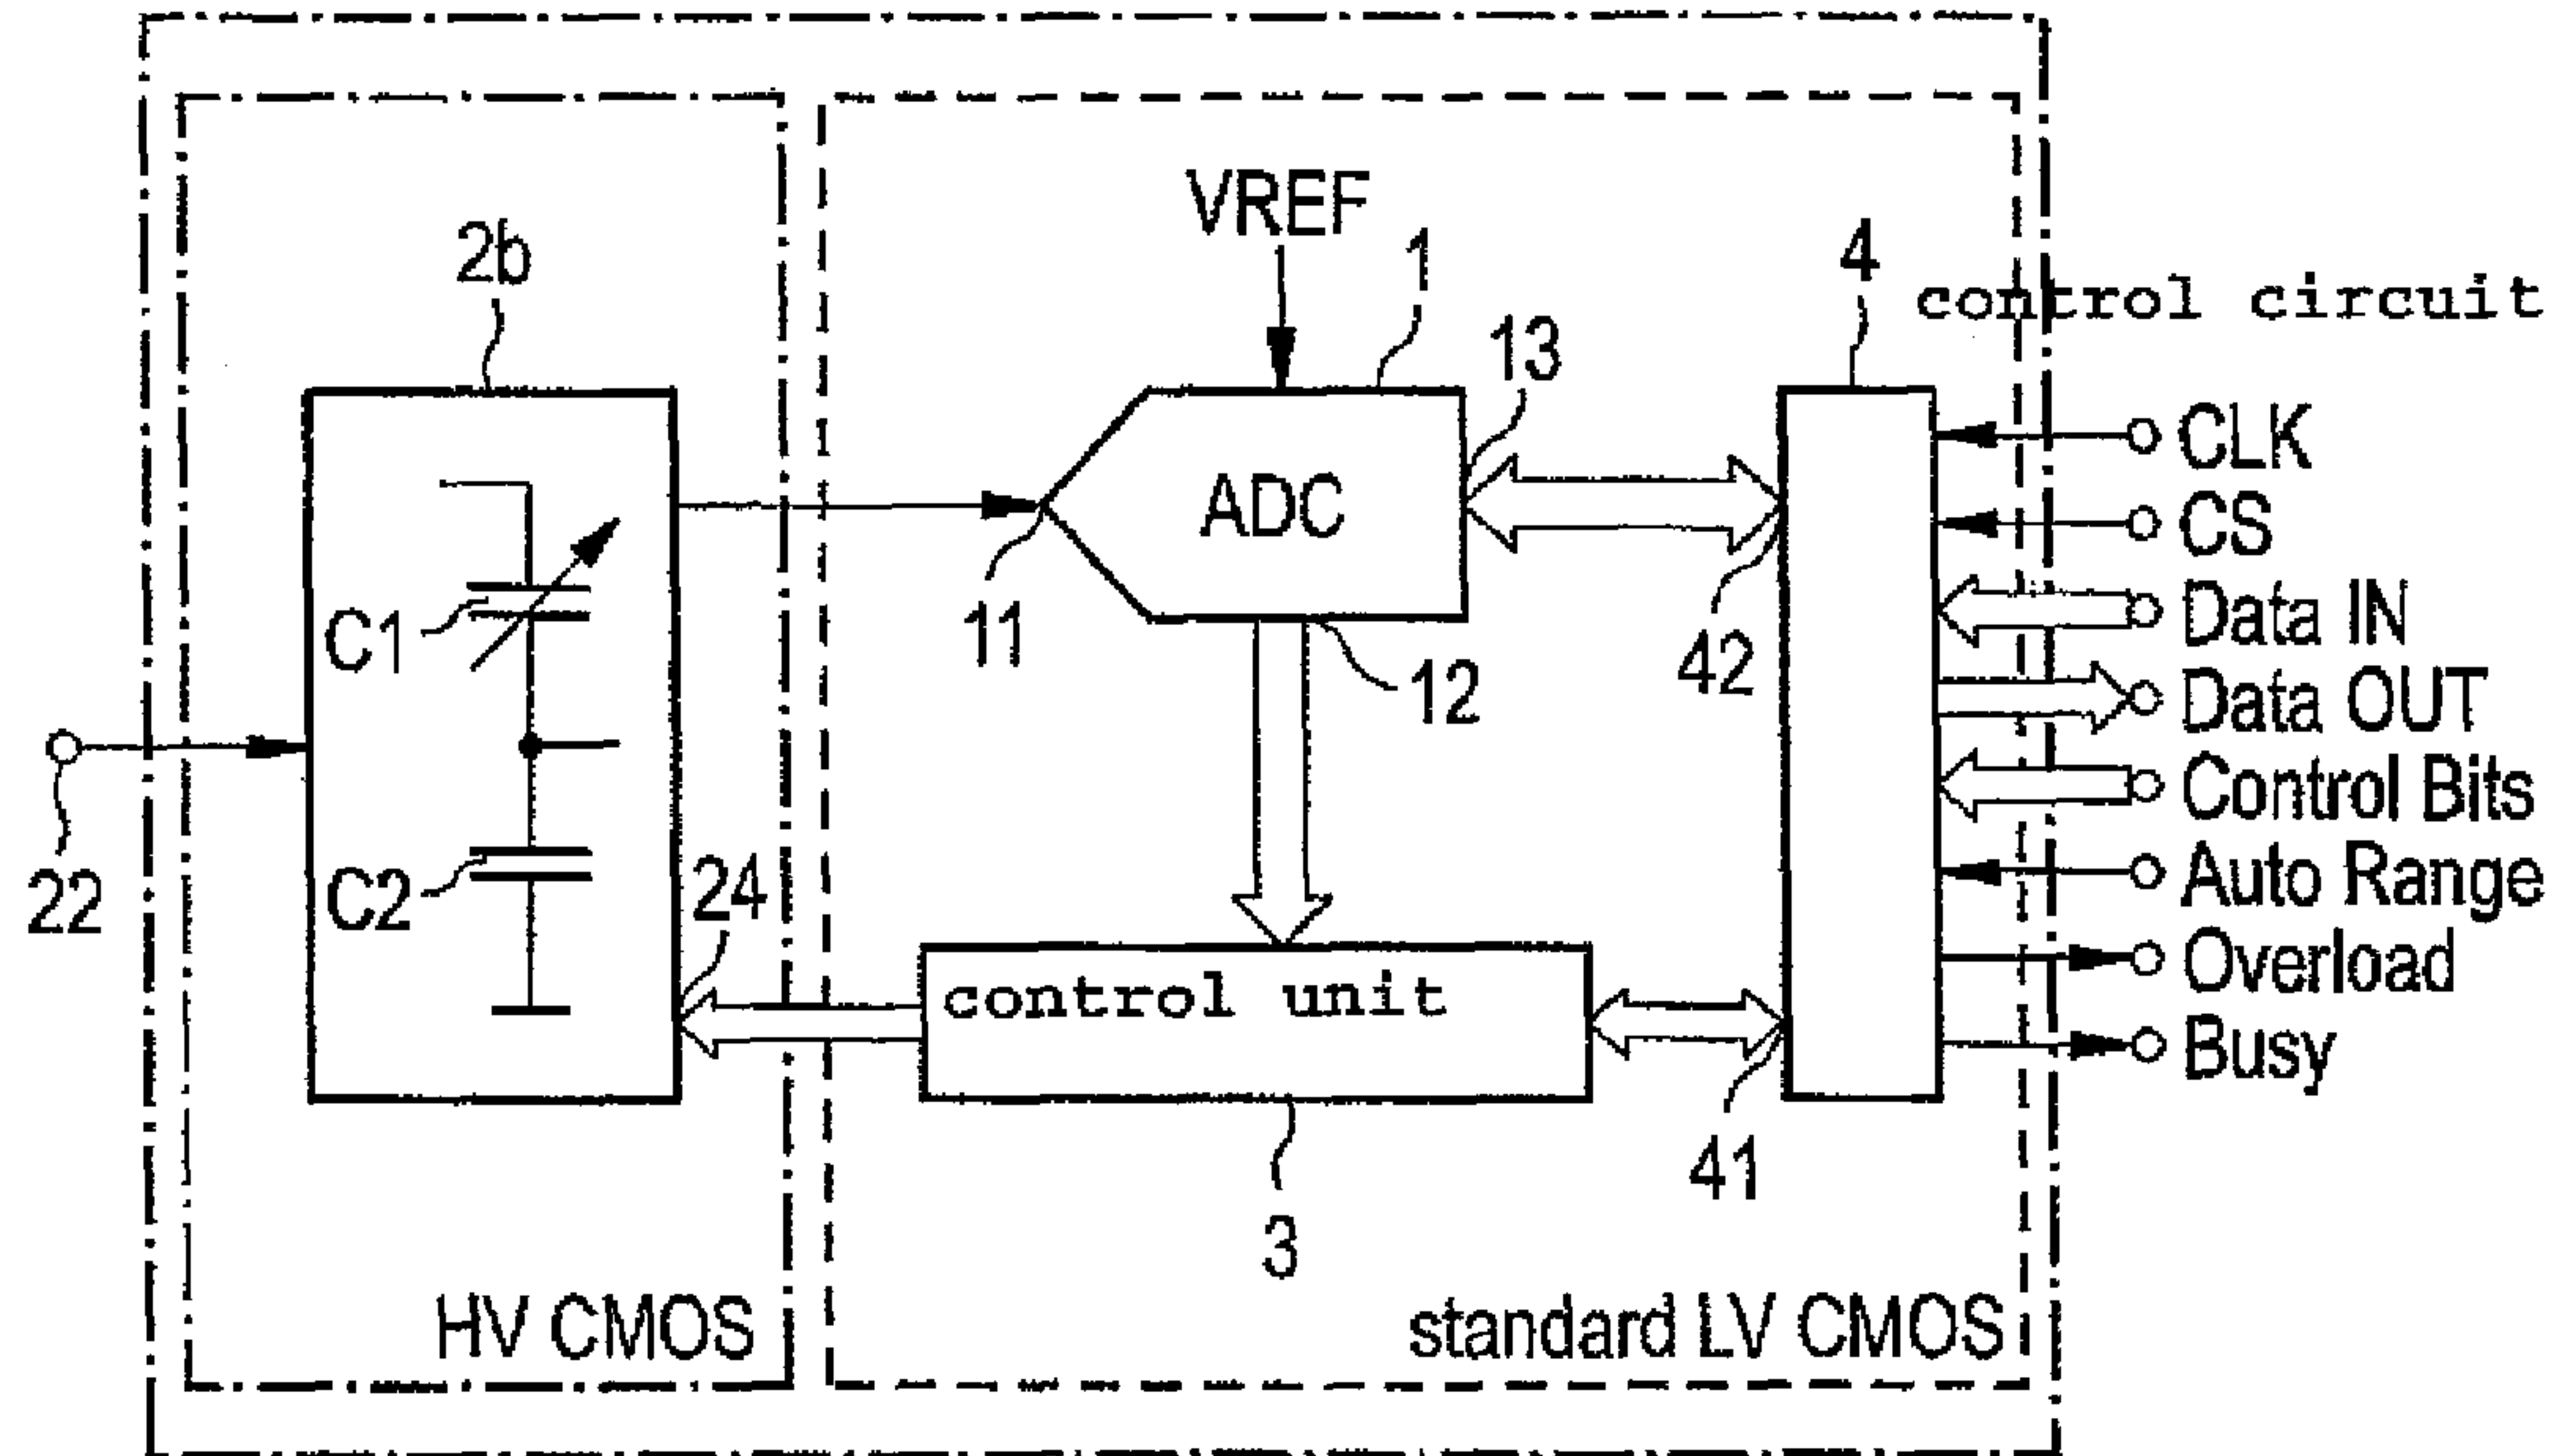 VREF
2b
1
4
control circuit
13
CLK
ADC
CS
C1
11
42
Data IN
12
Data OUT
22
Control Bits
C2
24
Auto Range
control unit
Overload
41
Busy
3
HV CMOS
standard LV CMOS